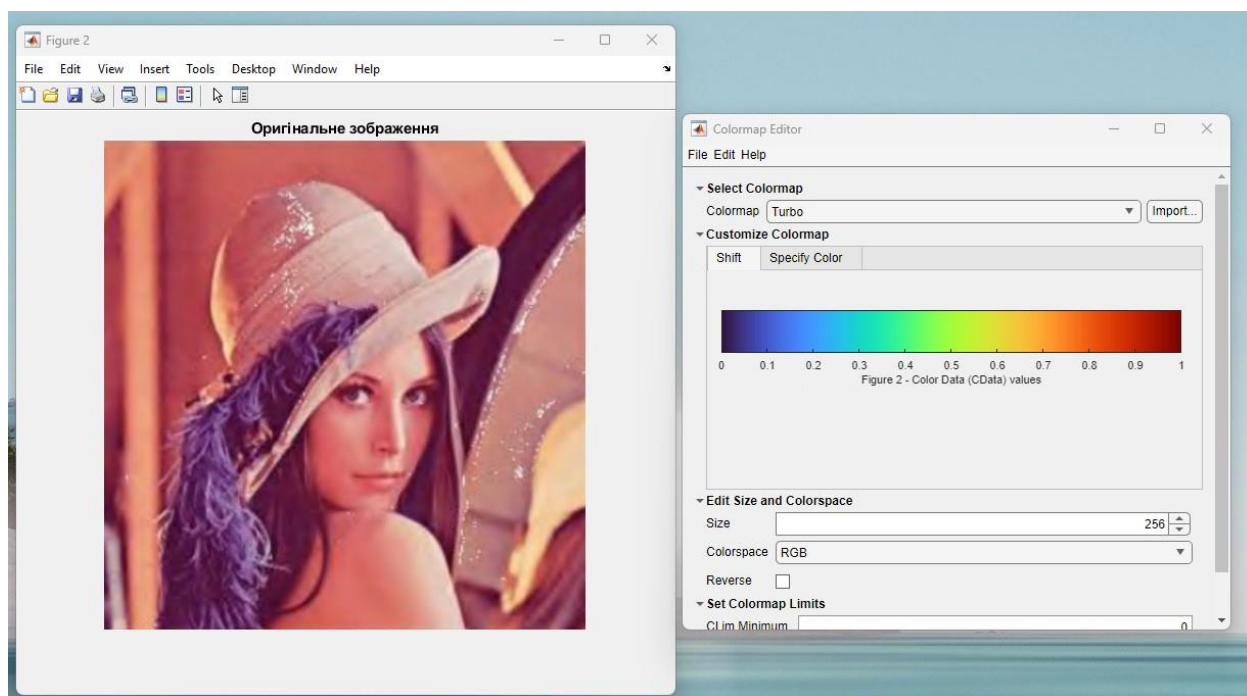 Figure 2
File Edit View Insert Tools Desktop Window Help
Оригінальне зображення
Colormap Editor
File Edit Help
Select Colormap
Colormap Turbo Import...
Customize Colormap
Shift Specify Color
0 0.1 0.2 0.3 0.4 0.5 0.6 0.7 0.8 0.9 1
Figure 2 - Color Data (CData) values
Edit Size and Colorspace
Size 256
Colorspace RGB
Reverse
Set Colormap Limits
CLim Minimum 0